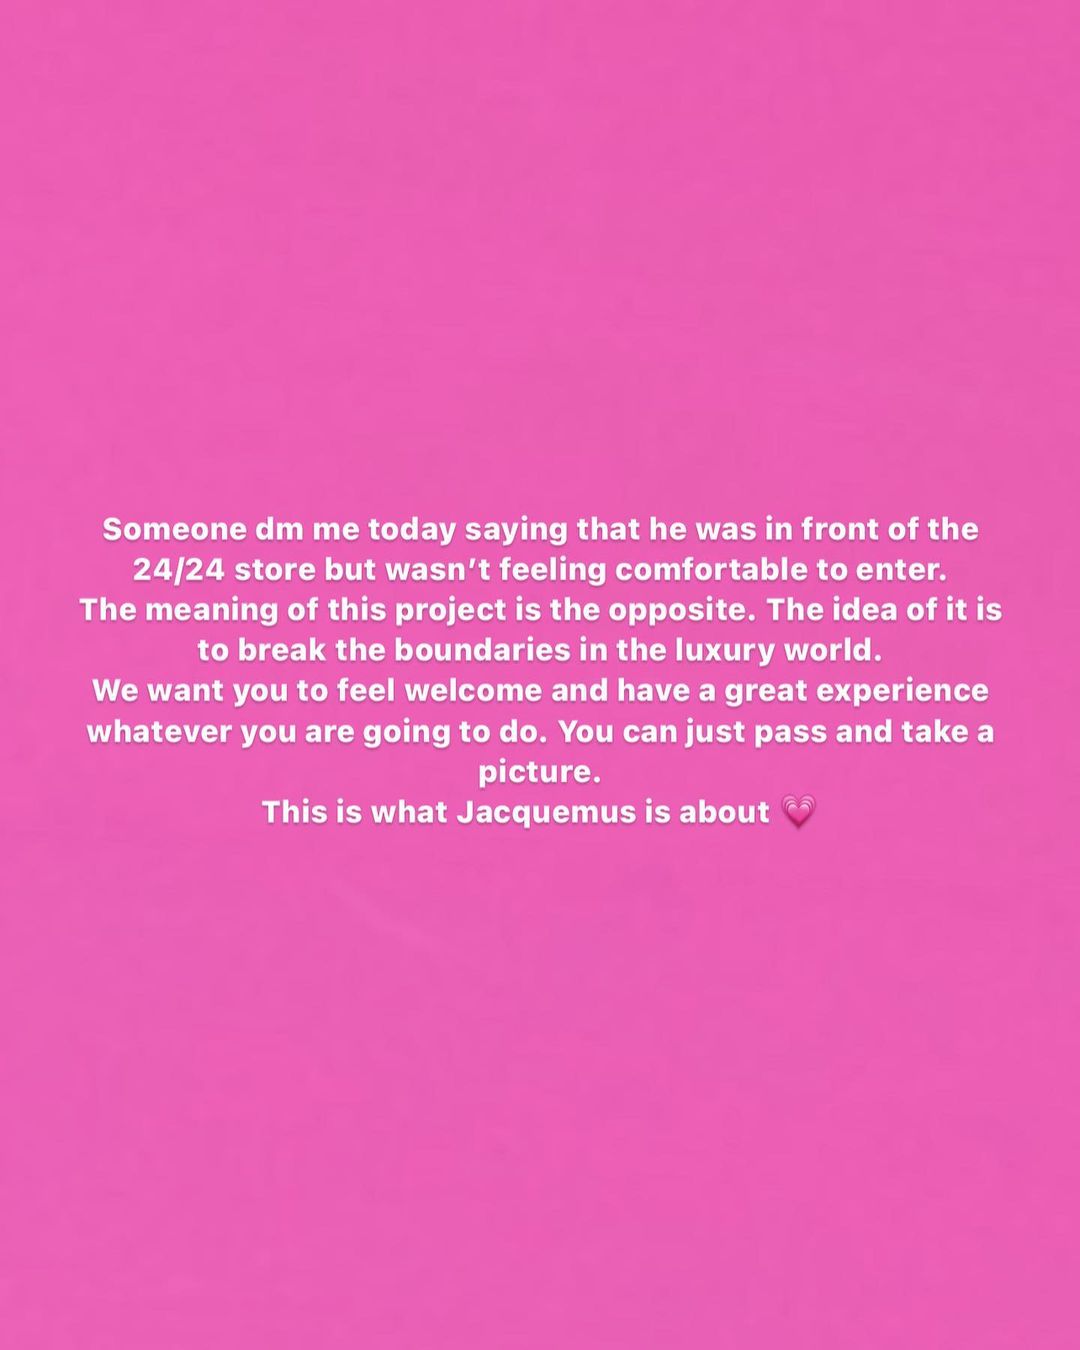 Someone dm me today saying that he was in front of the
24/24 store but wasn’t feeling comfortable to enter.
The meaning of this project is the opposite. The idea of it is
to break the boundaries in the luxury world.
We want you to feel welcome and have a great experience
whatever you are going to do. You can just pass and take a
picture.
This is what Jacquemus is about 💗